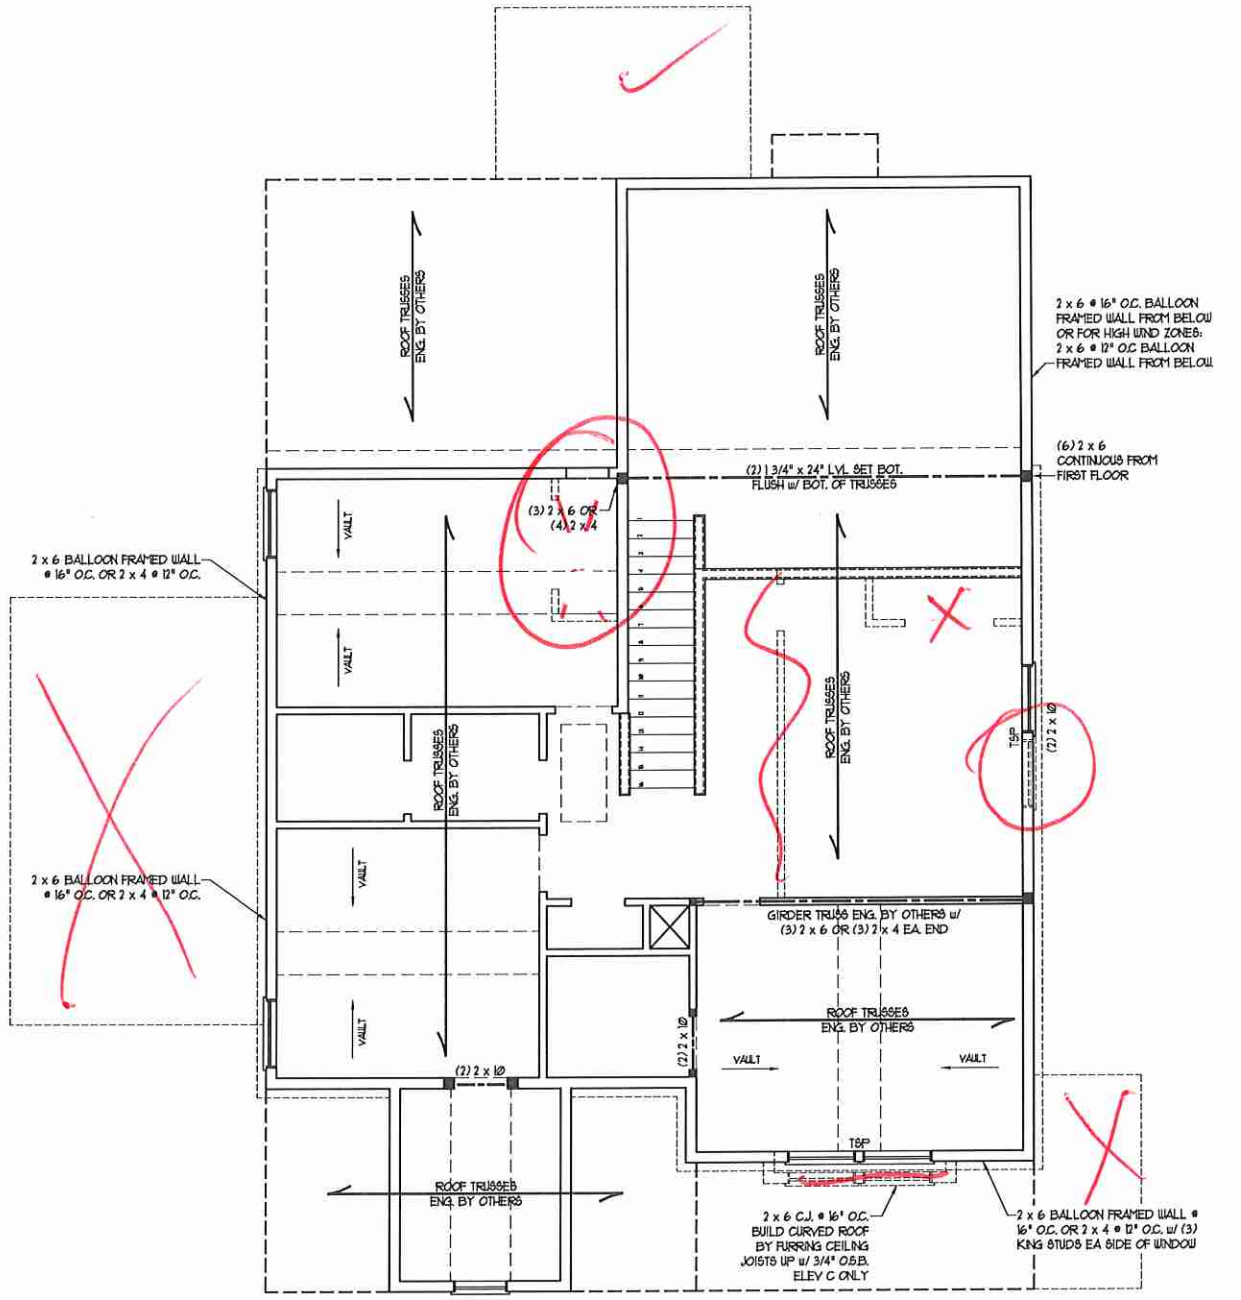 ROOF TRUSSES
ENG. BY OTHERS
ROOF TRUSSES
ENG. BY OTHERS
2 x 6 @ 16" O.C. BALLOON
FRAMED WALL FROM BELOW
OR FOR HIGH WIND ZONES:
2 x 6 @ 12" O.C BALLOON
FRAMED WALL FROM BELOW
(6) 2 x 6
CONTINUOUS FROM
FIRST FLOOR
(2) 1 3/4" x 24" LVL SET BOT.
FLUSH w/ BOT. OF TRUSSES
(3) 2 x 6 OR
(4) 2 x 4
VAULT
2 x 6 BALLOON FRAMED WALL
@ 16" O.C. OR 2 x 4 @ 12" O.C.
VAULT
ROOF TRUSSES
ENG. BY OTHERS
ROOF TRUSSES
ENG. BY OTHERS
TSP
(2) 2 x 10
VAULT
2 x 6 BALLOON FRAMED WALL
@ 16" O.C. OR 2 x 4 @ 12" O.C.
VAULT
GIRDER TRUSS ENG. BY OTHERS w/
(3) 2 x 6 OR (3) 2 x 4 EA. END
ROOF TRUSSES
ENG. BY OTHERS
(2) 2 x 10
VAULT
VAULT
(2) 2 x 10
TSP
ROOF TRUSSES
ENG. BY OTHERS
2 x 6 C.J. @ 16" O.C.
BUILD CURVED ROOF
BY FURRING CEILING
JOISTS UP w/ 3/4" O.S.B.
ELEV C ONLY
2 x 6 BALLOON FRAMED WALL @
16" O.C. OR 2 x 4 @ 12" O.C. w/ (3)
KING STUDS EA SIDE OF WINDOW